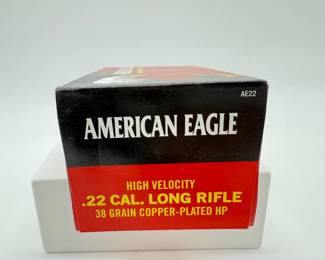 AE22
AMERICAN EAGLE
HIGH VELOCITY
.22 CAL. LONG RIFLE
38 GRAIN COPPER-PLATED HP